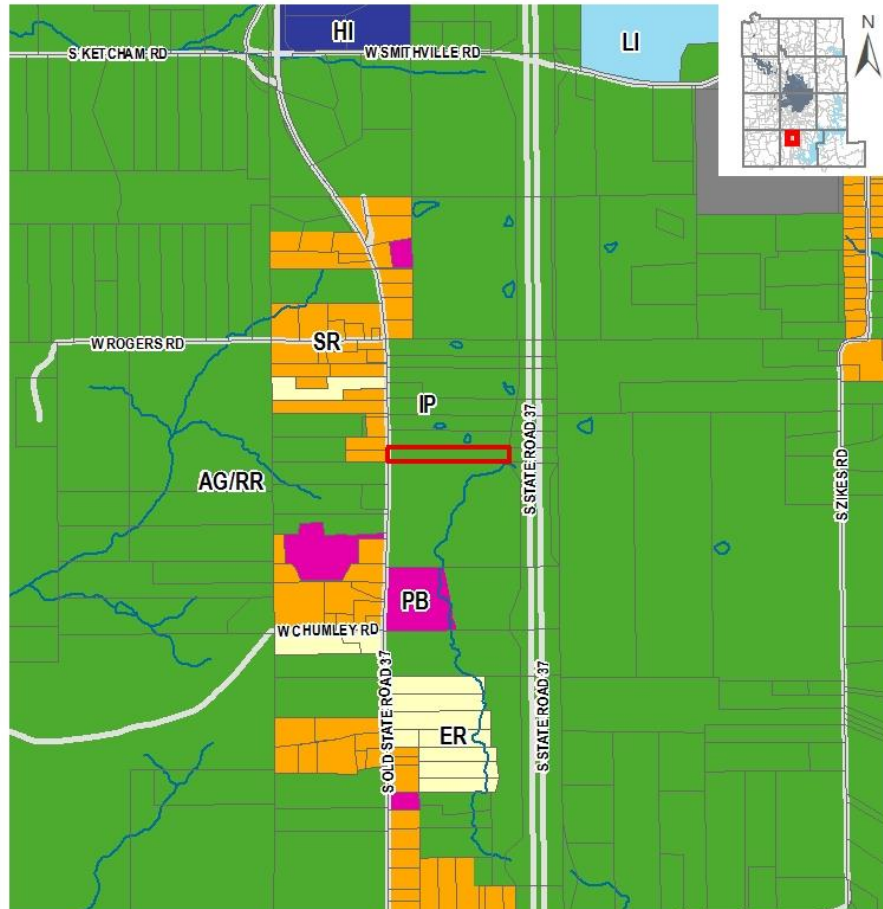 HI
LI
N
S KETCHAM RD
W SMITHVILLE RD
W ROGERS RD
SR
IP
AG/RR
S STATE ROAD 37
S ZIKES RD
PB
W CHUMLEY RD
S OLD STATE ROAD 37
ER
S STATE ROAD 37